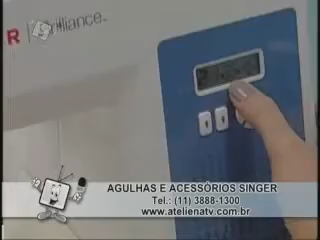 R
Brilliance
AGULHAS E ACESSÓRIOS SINGER
Tel.: (11) 3888-1300
www.atelienatv.com.br